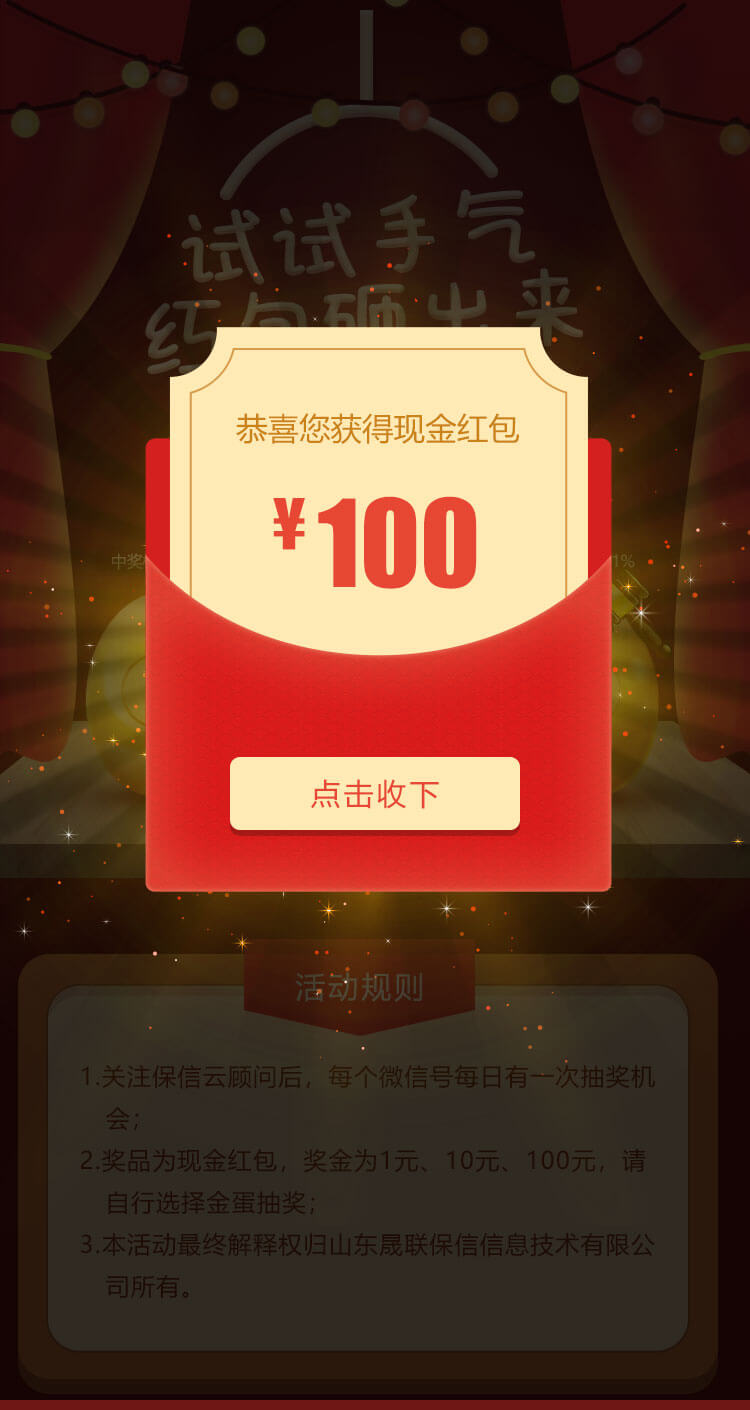 试试手气
红包砸出来
恭喜您获得现金红包
¥100
中奖
1%
点击收下
活动规则
1.关注保信云顾问后，每个微信号每日有一次抽奖机
会；
2.奖品为现金红包，奖金为1元、10元、100元，请
自行选择金蛋抽奖；
3.本活动最终解释权归山东晟联保信信息技术有限公
司所有。